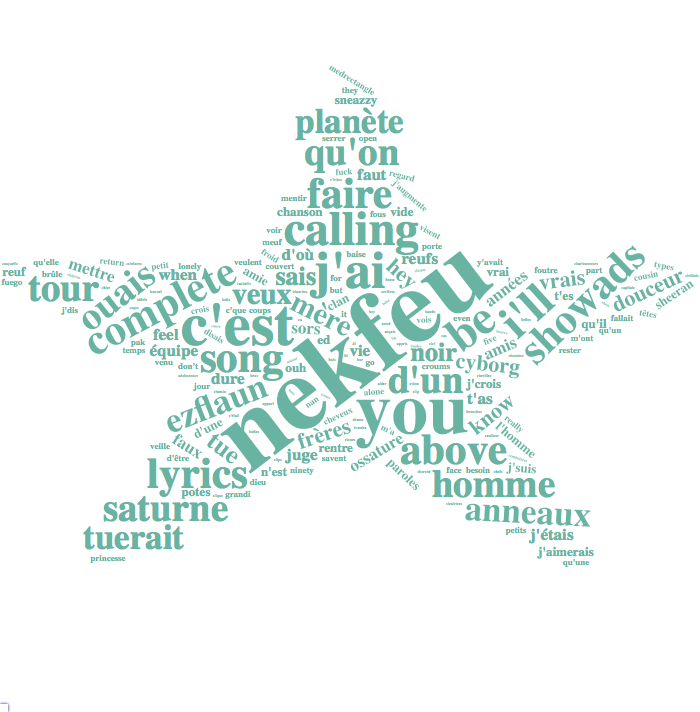 medrectangle
they
sneazzy
planète
serrer open
qu'on
fuck faut regard
faire j'augmente
mentir
chanson fous vide
voir calling visent
meuf porte
froid d'où baise reufs
couvert sais j'ai hey
qu'elle return lonely veulent for y'avait foutre types
reuf mettre petit when amie but vrai part cousin
brûle ouais complete veux clan années vrais showads douceur
fuego tour crois c'que coups mère it nekfeu be i'll t'es sheeran
j'dis c'est sors vois even qu'il fallait têtes
feel disais ed five qu'un
pak équipe song vie noir amis m'ont
temps venu don't ouh go croums cyborg rester
dure d'un j'crois
jour alone t'as
ezflaun nan you know
d'une cheveux really
tue frères m'a l'homme
veille faux juge rentre ossature above
d'être savent
lyrics n'est ninety paroles face besoin j'suis
dieu homme
potes grandi
saturne anneaux
tuerait petits j'étais
j'aimerais
princesse qu'une